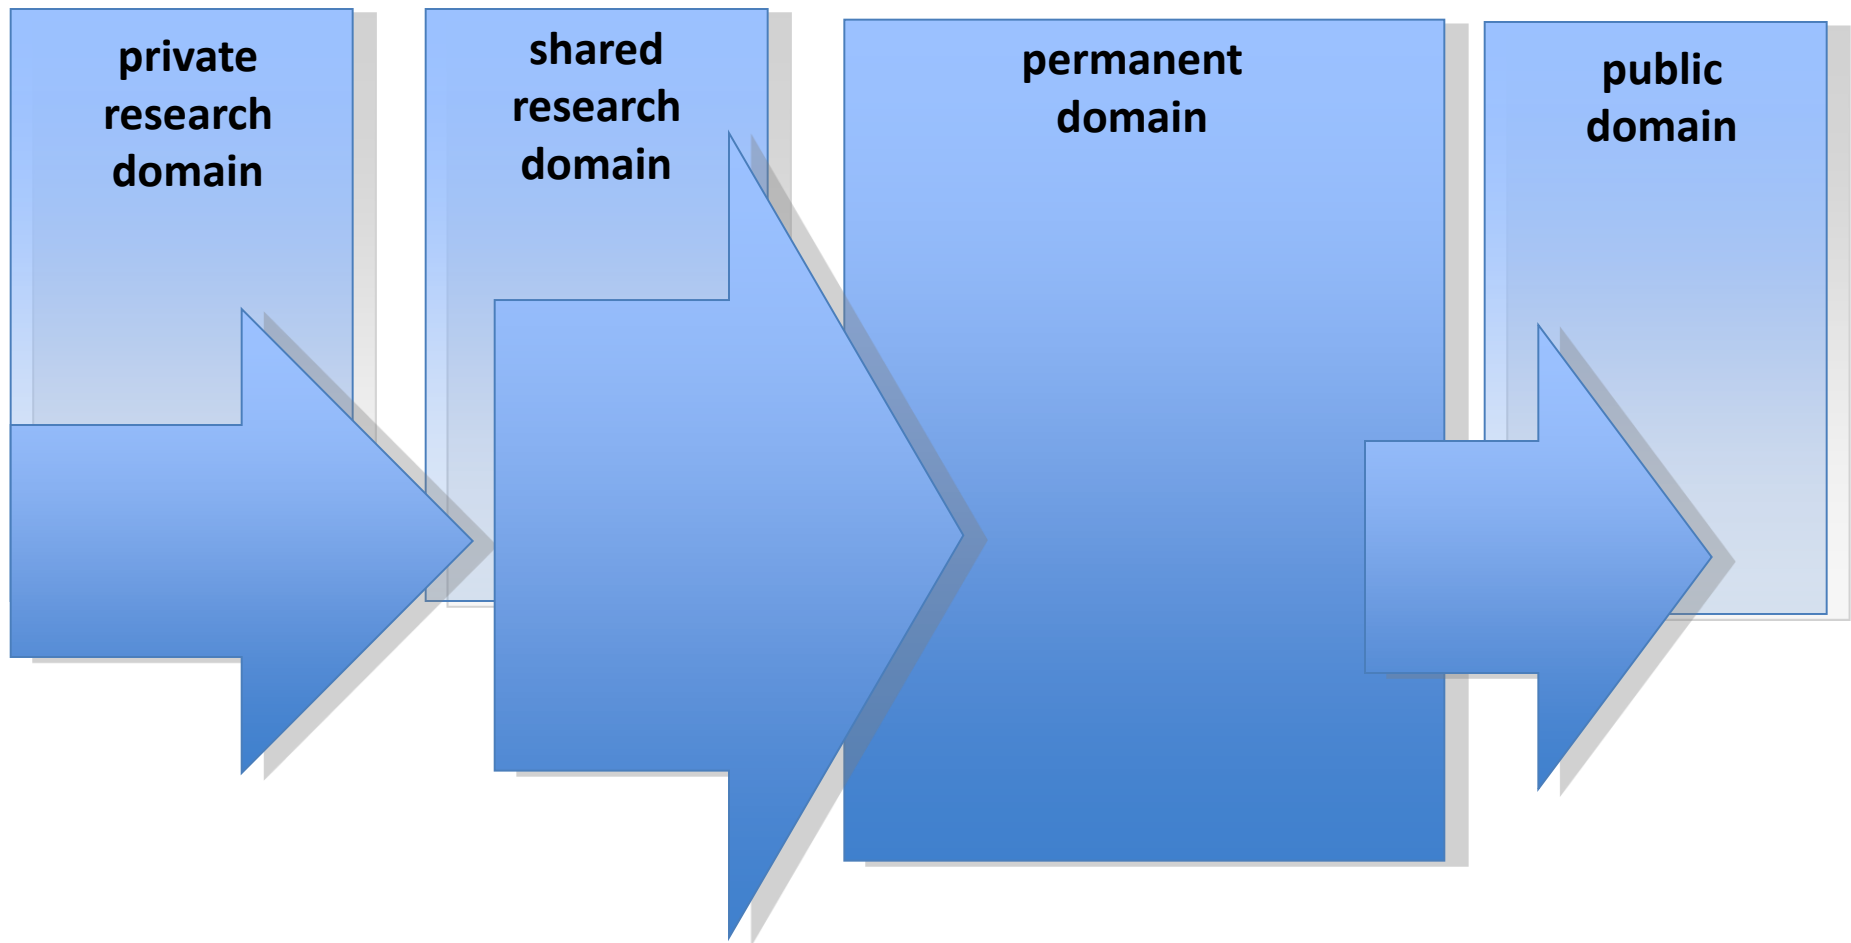 private
research
domain
shared
research
domain
permanent
domain
public
domain